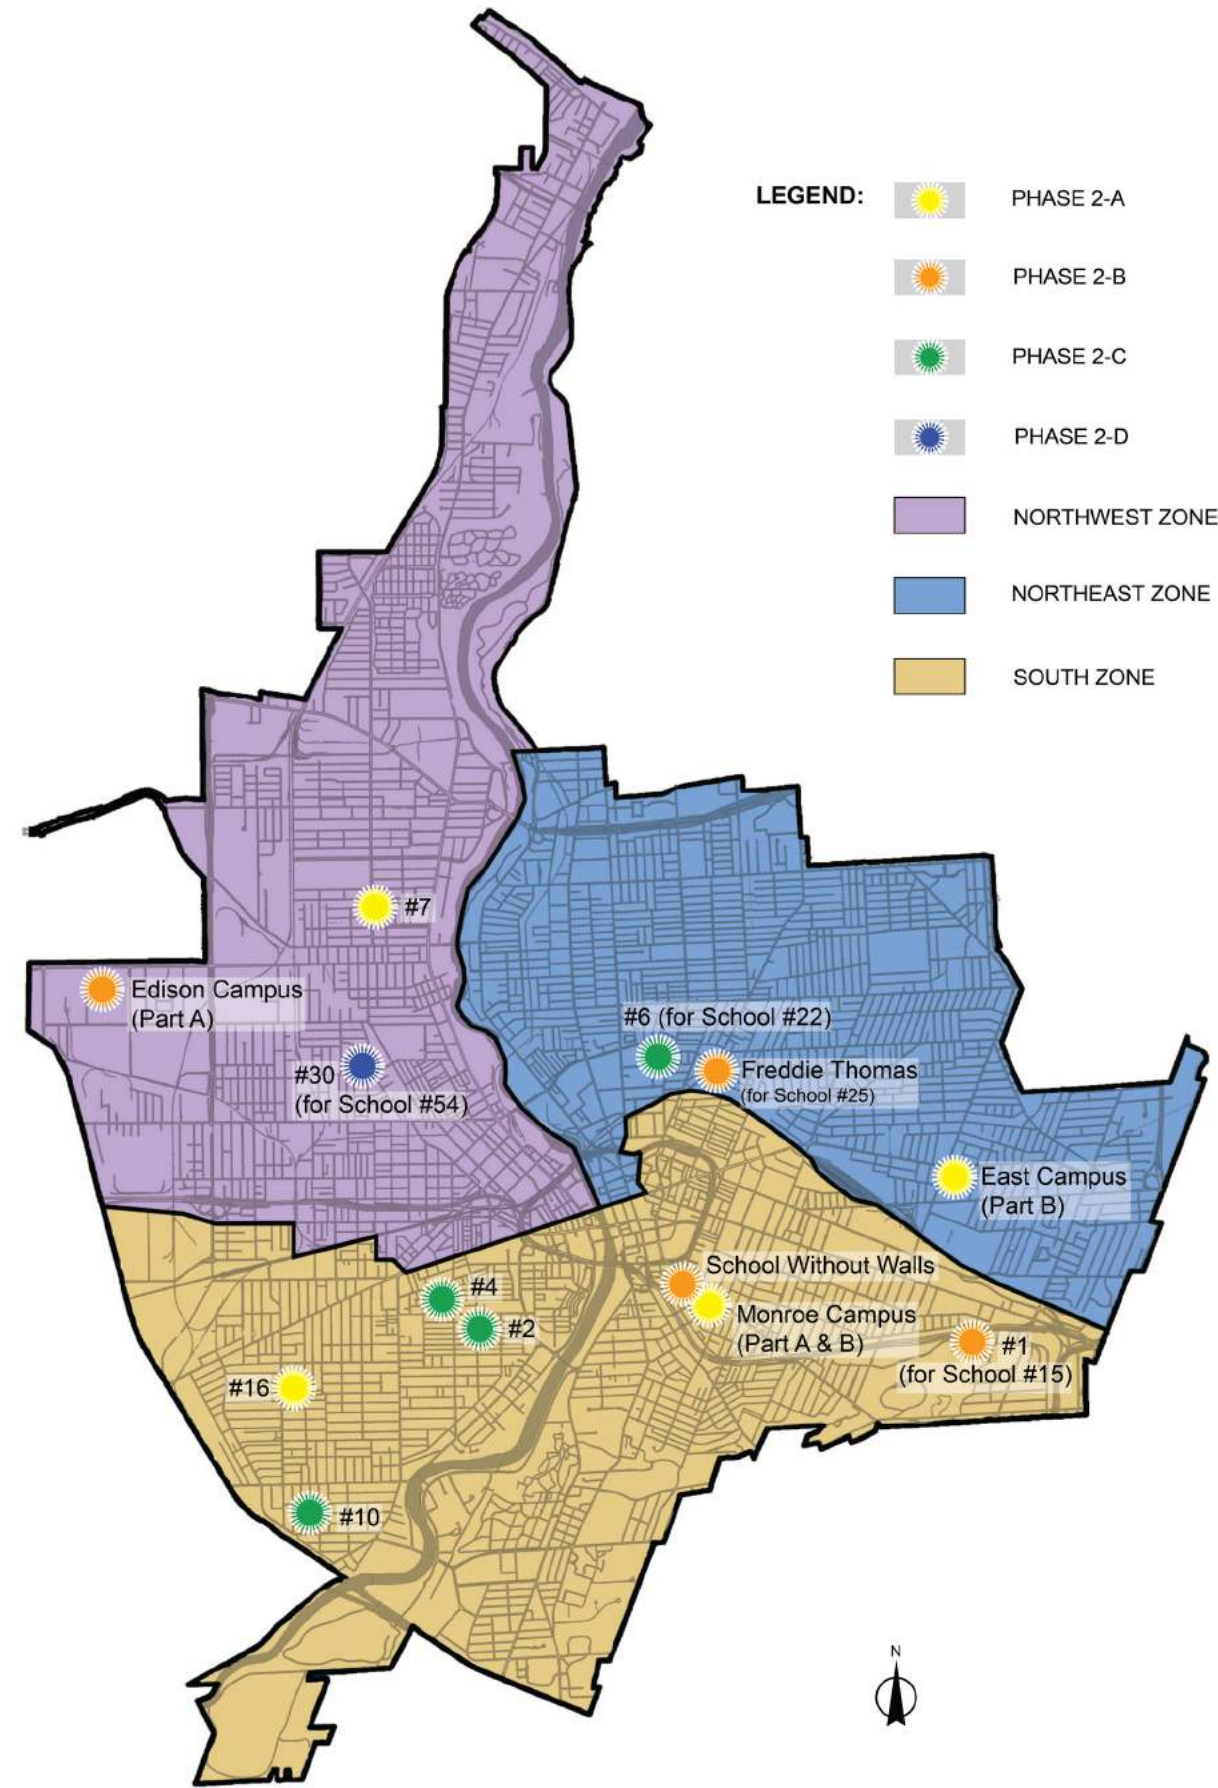 LEGEND:
PHASE 2-A
PHASE 2-B
PHASE 2-C
PHASE 2-D
NORTHWEST ZONE
NORTHEAST ZONE
SOUTH ZONE
#7
Edison Campus
(Part A)
#30
(for School #54)
#6 (for School #22)
Freddie Thomas
(for School #25)
East Campus
(Part B)
School Without Walls
Monroe Campus
(Part A & B)
#1
(for School #15)
#4
#2
#16
#10
N